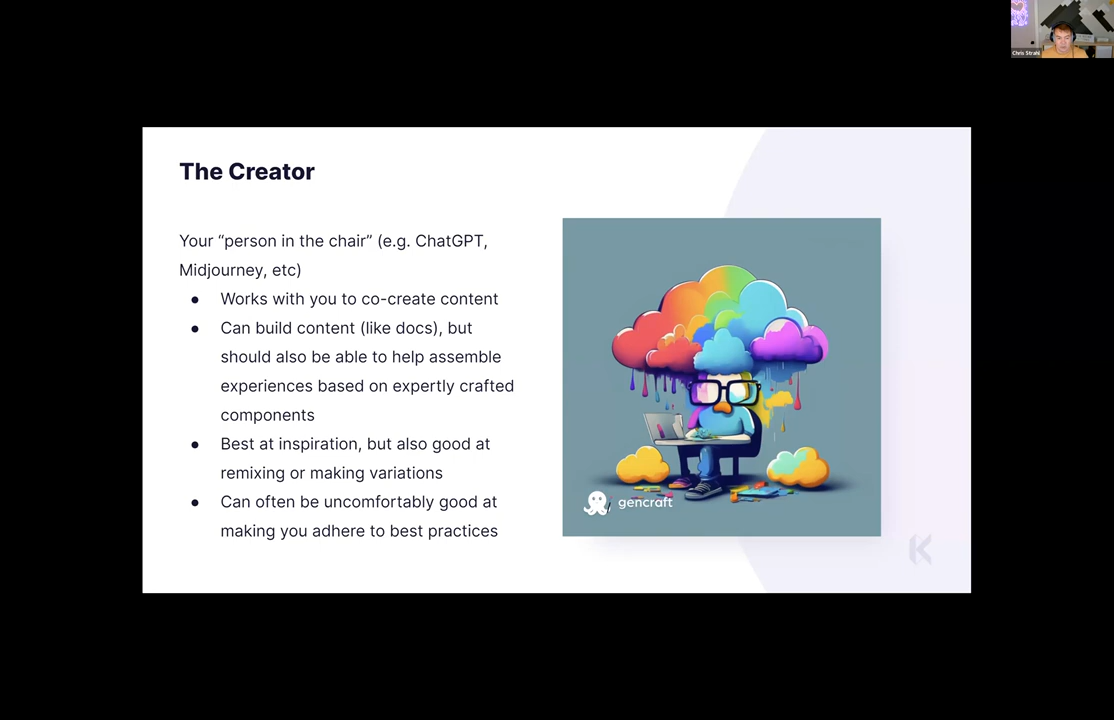 Chris Strahl
The Creator
Your “person in the chair” (e.g. ChatGPT,
Midjourney, etc)
● Works with you to co-create content
● Can build content (like docs), but
should also be able to help assemble
experiences based on expertly crafted
components
● Best at inspiration, but also good at
remixing or making variations
● Can often be uncomfortably good at
making you adhere to best practices
gencraft